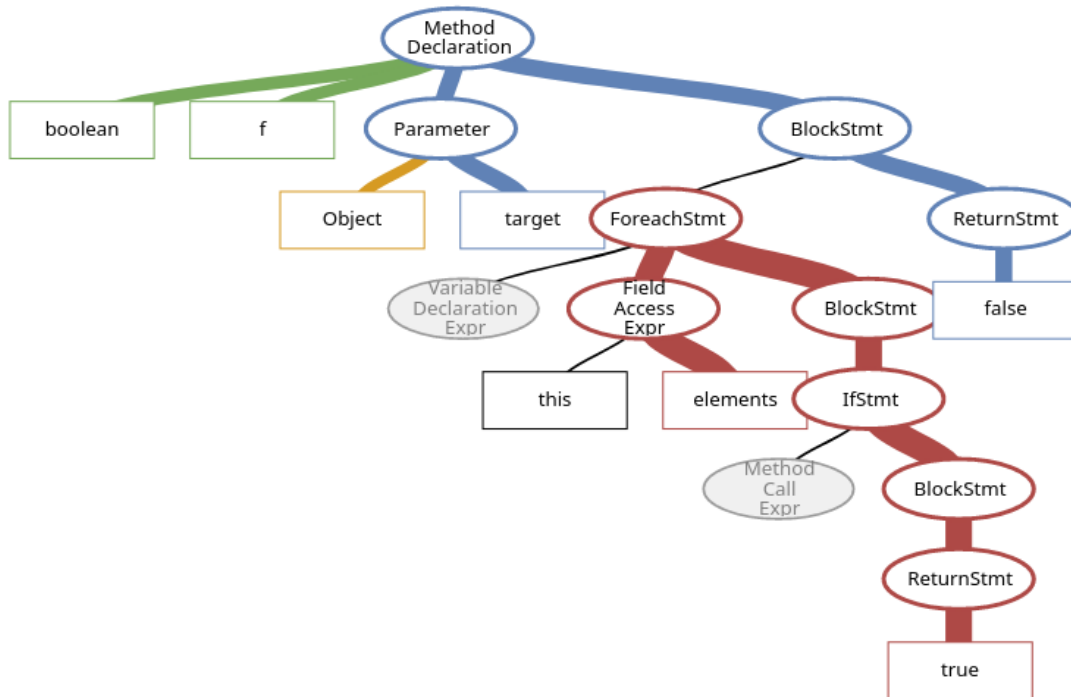 Method
Declaration
boolean
f
Parameter
BlockStmt
Object
target
ForeachStmt
ReturnStmt
Variable
Declaration
Expr
Field
Access
Expr
BlockStmt
false
this
elements
IfStmt
Method
Call
Expr
BlockStmt
ReturnStmt
true